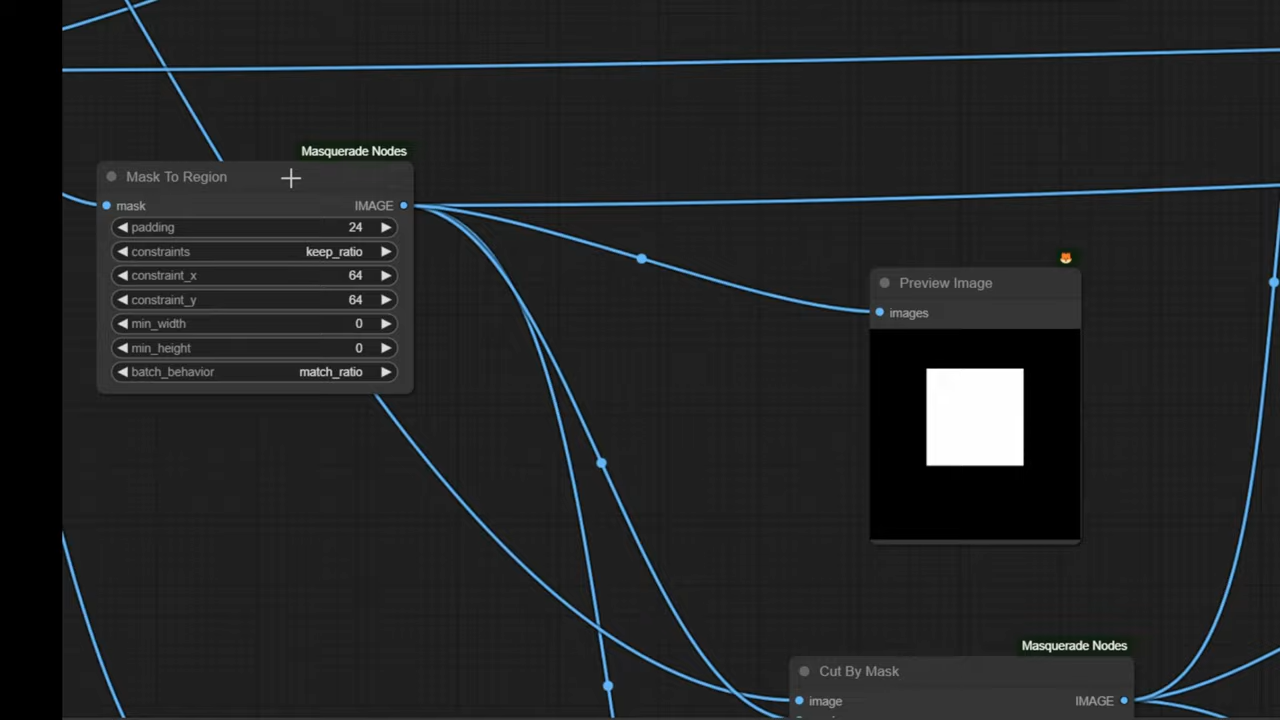 Masquerade Nodes
Mask To Region
mask IMAGE
padding 24
constraints keep_ratio
constraint_x 64
constraint_y 64
min_width 0
min_height 0
batch_behavior match_ratio
Preview Image
images
Masquerade Nodes
Cut By Mask
image IMAGE